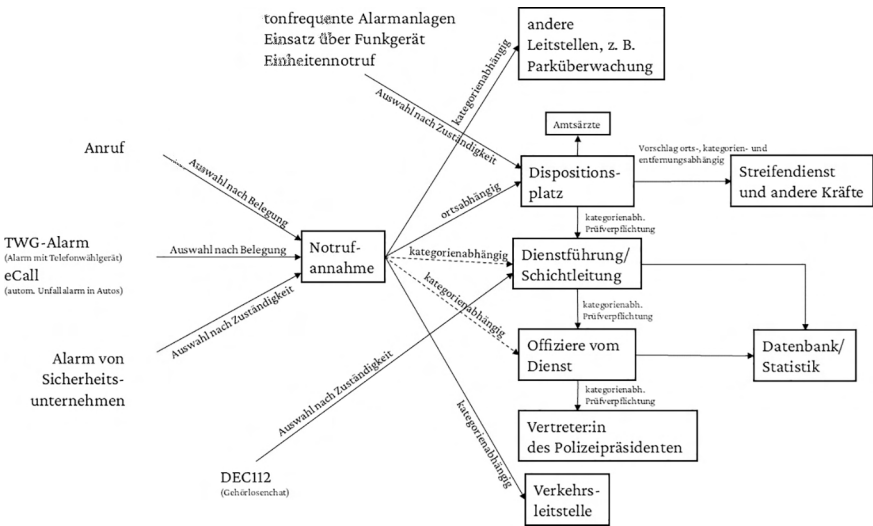 tonfrequente Alarmanlagen
Einsatz über Funkgerät
Einheitennotruf
andere
Leitstellen, z. B.
Parküberwachung
kategorienabhängig
Auswahl nach Zuständigkeit
Amtsärzte
Anruf
Auswahl nach Belegung
ortsabhängig
Dispositions-
platz
Vorschlag orts-, kategorien- und
entfernungsabhängig
Streifendienst
und andere Kräfte
kategorienabh.
Prüfverpflichtung
TWG-Alarm
(Alarm mit Telefonwählgerät)
eCall
(autom. Unfallalarm in Autos)
Auswahl nach Belegung
Notruf-
annahme
kategorienabhängig
Dienstführung/
Schichtleitung
kategorienabhängig
kategorienabh.
Prüfverpflichtung
Auswahl nach Zuständigkeit
Alarm von
Sicherheits-
unternehmen
Offiziere vom
Dienst
Datenbank/
Statistik
Auswahl nach Zuständigkeit
kategorienabh.
Prüfverpflichtung
kategorienabhängig
Vertreter:in
des Polizeipräsidenten
DEC112
(Gehörlosenchat)
Verkehrs-
leitstelle